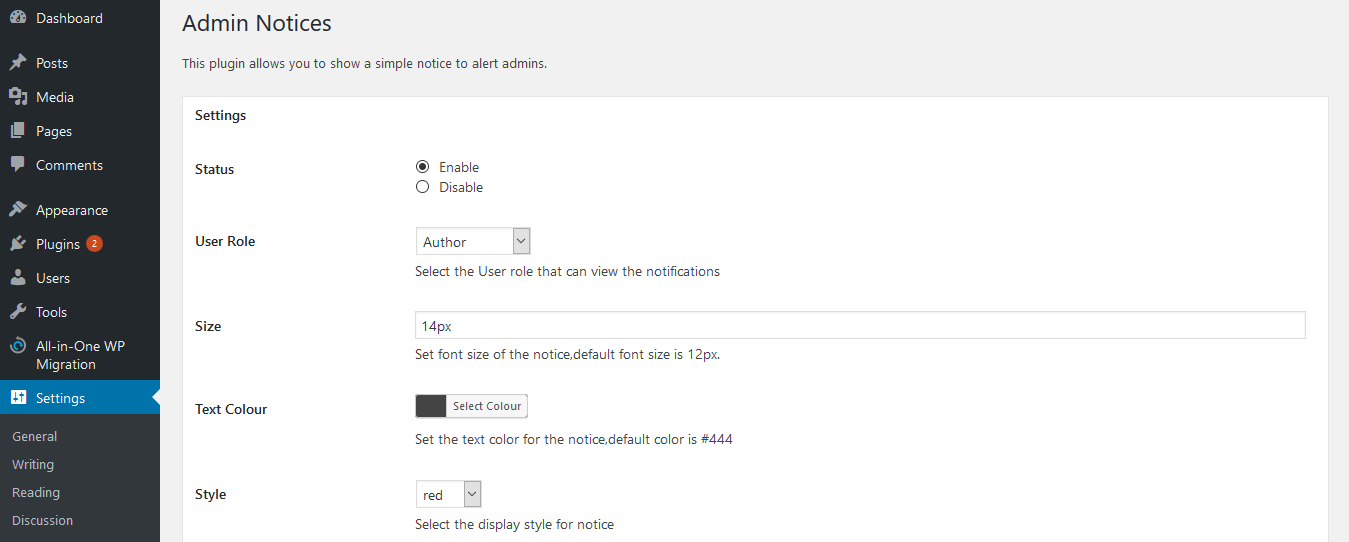 Dashboard
Posts
Media
Pages
Comments
Appearance
Plugins 2
Users
Tools
All-in-One WP
Migration
Settings
General
Writing
Reading
Discussion
Admin Notices
This plugin allows you to show a simple notice to alert admins.
Settings
Status
Enable
Disable
User Role
Author
Select the User role that can view the notifications
Size
14px
Set font size of the notice,default font size is 12px.
Text Colour
Select Colour
Set the text color for the notice,default color is #444
Style
red
Select the display style for notice